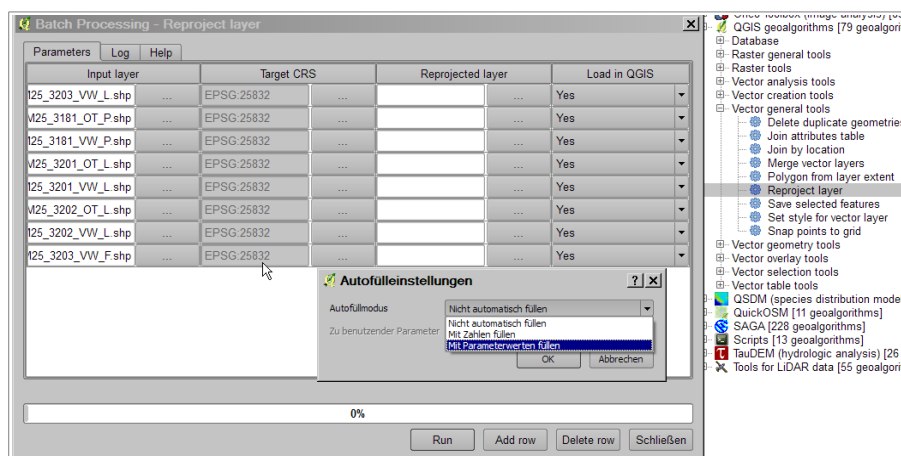 Batch Processing - Reproject layer
Parameters Log Help
Input layer Target CRS Reprojected layer Load in QGIS
125_3203_VW_L.shp ... EPSG:25832 ... ... Yes
M25_3181_OT_P.shp ... EPSG:25832 ... ... Yes
125_3181_VW_P.shp ... EPSG:25832 ... ... Yes
M25_3201_OT_L.shp ... EPSG:25832 ... ... Yes
125_3201_VW_L.shp ... EPSG:25832 ... ... Yes
M25_3202_OT_L.shp ... EPSG:25832 ... ... Yes
125_3202_VW_L.shp ... EPSG:25832 ... ... Yes
125_3203_VW_F.shp ... EPSG:25832 ... ... Yes
Autofülleinstellungen
Autofüllmodus Nicht automatisch füllen
Nicht automatisch füllen
Zu benutzender Parameter Mit Zahlen füllen
Mit Parameterwerten füllen
OK Abbrechen
0%
Run Add row Delete row Schließen
QGIS geoalgorithms [79 geoalgori
Database
Raster general tools
Raster tools
Vector analysis tools
Vector creation tools
Vector general tools
Delete duplicate geometries
Join attributes table
Join by location
Merge vector layers
Polygon from layer extent
Reproject layer
Save selected features
Set style for vector layer
Snap points to grid
Vector geometry tools
Vector overlay tools
Vector selection tools
Vector table tools
QSDM (species distribution mode
QuickOSM [11 geoalgorithms]
SAGA [228 geoalgorithms]
Scripts [13 geoalgorithms]
TauDEM (hydrologic analysis) [26
Tools for LiDAR data [55 geoalgori